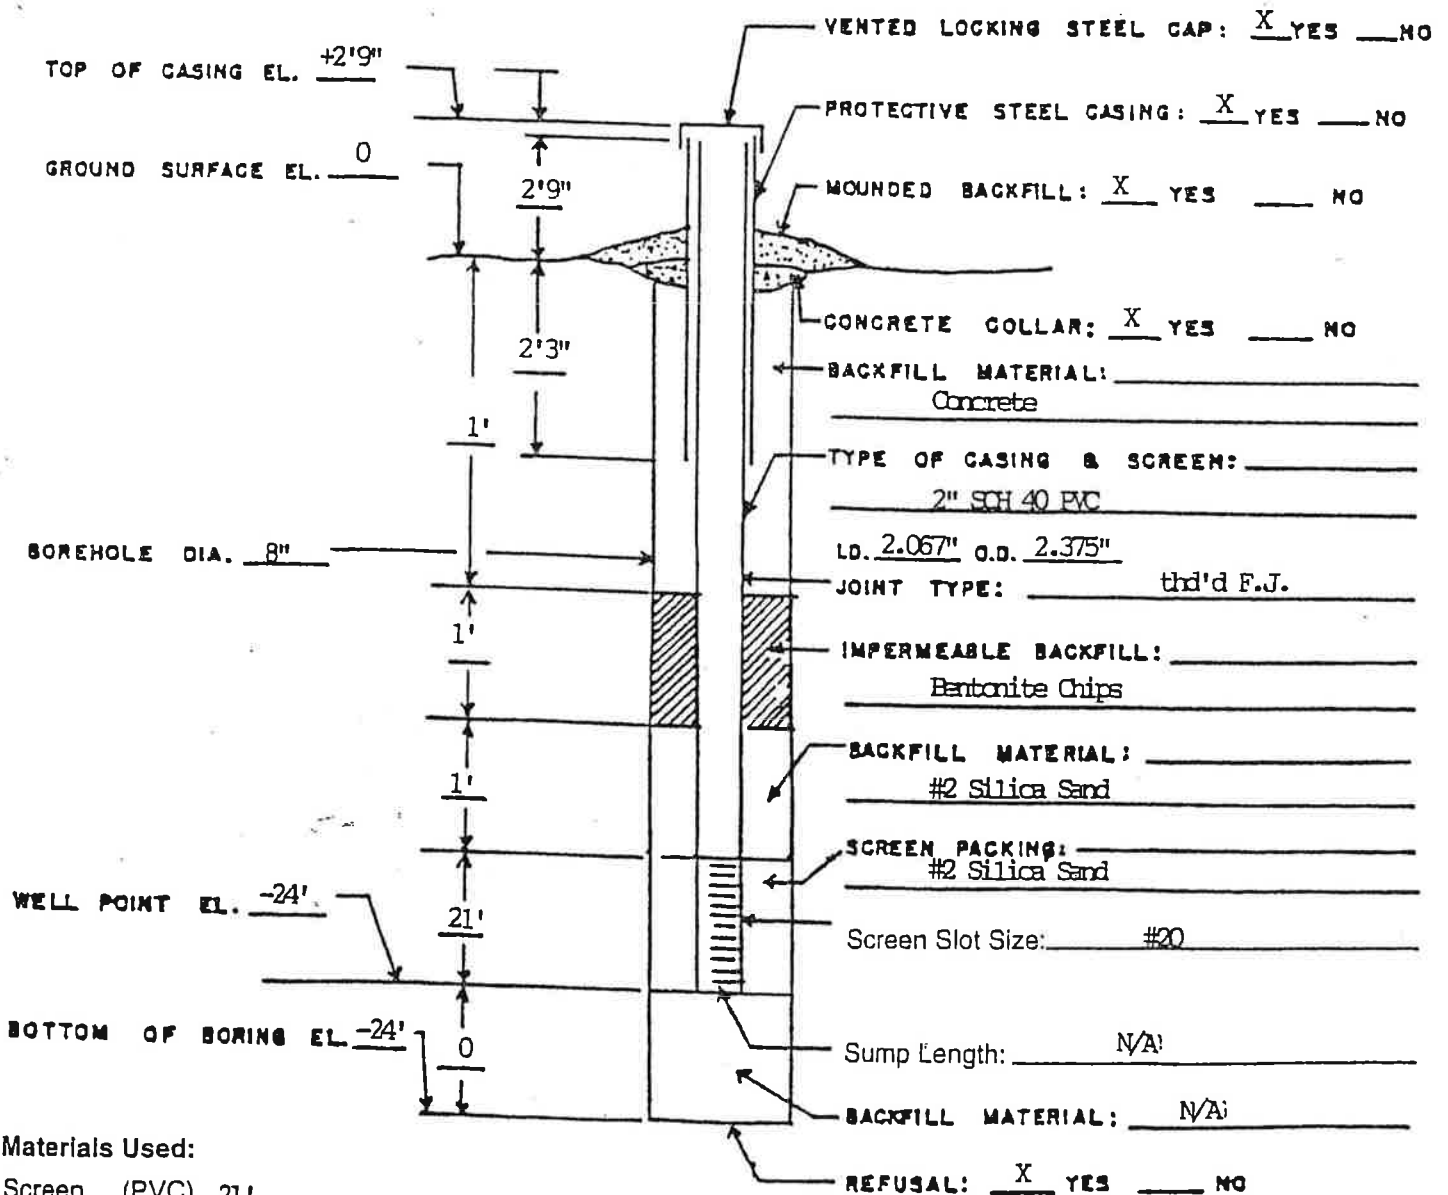 VENTED LOCKING STEEL CAP: X YES NO
TOP OF CASING EL. +2'9"
PROTECTIVE STEEL CASING: X YES NO
GROUND SURFACE EL. 0
2'9"
MOUNDED BACKFILL: X YES NO
CONCRETE COLLAR: X YES NO
2'3"
BACKFILL MATERIAL:
Concrete
1'
TYPE OF CASING & SCREEN:
2" SCH 40 PVC
BOREHOLE DIA. 8"
I.D. 2.067" O.D. 2.375"
JOINT TYPE: thd'd F.J.
1'
IMPERMEABLE BACKFILL:
Bentonite Chips
BACKFILL MATERIAL:
#2 Silica Sand
1'
SCREEN PACKING:
#2 Silica Sand
WELL POINT EL. -24'
21'
Screen Slot Size: #20
BOTTOM OF BORING EL. -24'
0
Sump Length: N/A
BACKFILL MATERIAL: N/A
Materials Used:
REFUSAL: X YES NO
Screen (PVC) 21'